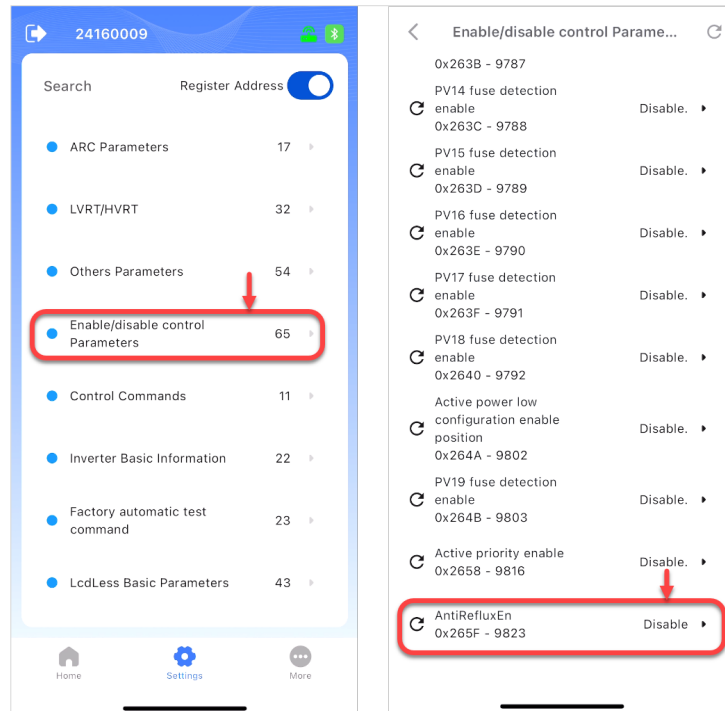 24160009
Search
Register Address
ARC Parameters 17
LVRT/HVRT 32
Others Parameters 54
Enable/disable control
Parameters
65
Control Commands 11
Inverter Basic Information 22
Factory automatic test
command
23
LcdLess Basic Parameters 43
Home
Settings
More
Enable/disable control Parame...
0x263B - 9787
PV14 fuse detection
enable
0x263C - 9788
Disable.
PV15 fuse detection
enable
0x263D - 9789
Disable.
PV16 fuse detection
enable
0x263E - 9790
Disable.
PV17 fuse detection
enable
0x263F - 9791
Disable.
PV18 fuse detection
enable
0x2640 - 9792
Disable.
Active power low
configuration enable
position
0x264A - 9802
Disable.
PV19 fuse detection
enable
0x264B - 9803
Disable.
Active priority enable
0x2658 - 9816
Disable.
AntiRefluxEn
0x265F - 9823
Disable